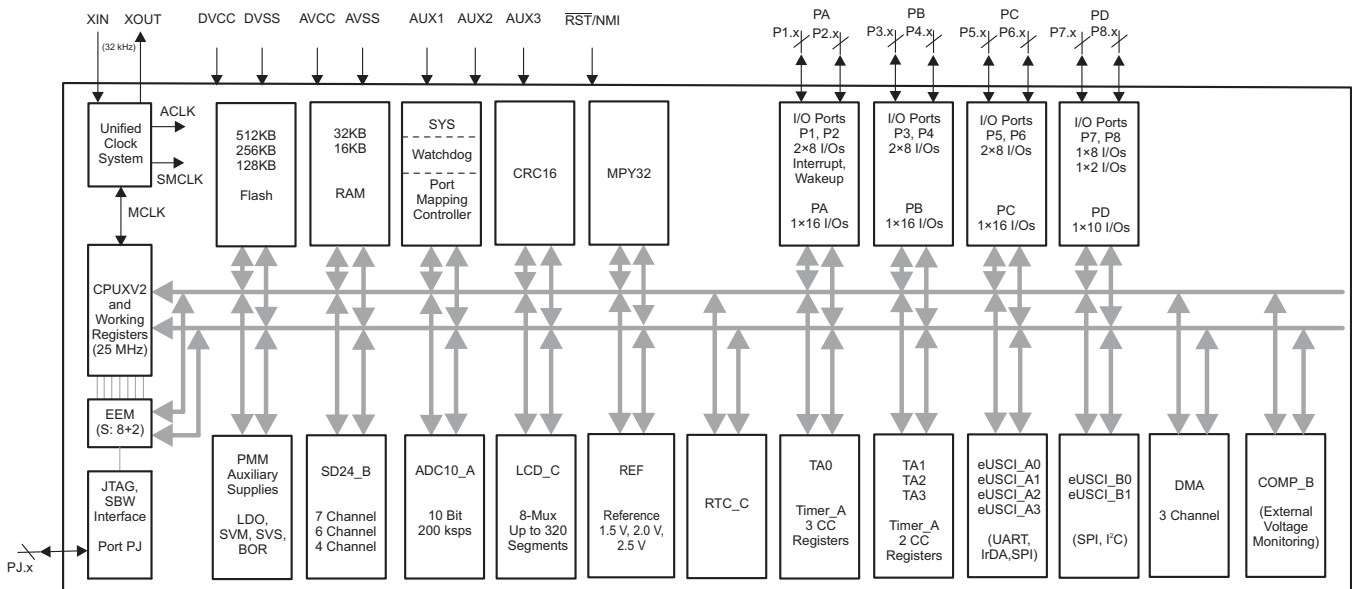 XIN
XOUT
(32 kHz)
DVCC
DVSS
AVCC
AVSS
AUX1
AUX2
AUX3
RST/NMI
PA
P1.x
P2.x
PB
P3.x
P4.x
PC
P5.x
P6.x
PD
P7.x
P8.x
Unified
Clock
System
ACLK
SMCLK
MCLK
512KB
256KB
128KB
Flash
32KB
16KB
RAM
SYS
Watchdog
Port
Mapping
Controller
CRC16
MPY32
I/O Ports
P1, P2
2×8 I/Os
Interrupt,
Wakeup
PA
1×16 I/Os
I/O Ports
P3, P4
2×8 I/Os
PB
1×16 I/Os
I/O Ports
P5, P6
2×8 I/Os
PC
1×16 I/Os
I/O Ports
P7, P8
1×8 I/Os
1×2 I/Os
PD
1×10 I/Os
CPUXV2
and
Working
Registers
(25 MHz)
EEM
(S: 8+2)
JTAG,
SBW
Interface
Port PJ
PJ.x
PMM
Auxiliary
Supplies
LDO,
SVM, SVS,
BOR
SD24_B
7 Channel
6 Channel
4 Channel
ADC10_A
10 Bit
200 ksps
LCD_C
8-Mux
Up to 320
Segments
REF
Reference
1.5 V, 2.0 V,
2.5 V
RTC_C
TA0
Timer_A
3 CC
Registers
TA1
TA2
TA3
Timer_A
2 CC
Registers
eUSCI_A0
eUSCI_A1
eUSCI_A2
eUSCI_A3
(UART,
IrDA,SPI)
eUSCI_B0
eUSCI_B1
(SPI, I²C)
DMA
3 Channel
COMP_B
(External
Voltage
Monitoring)